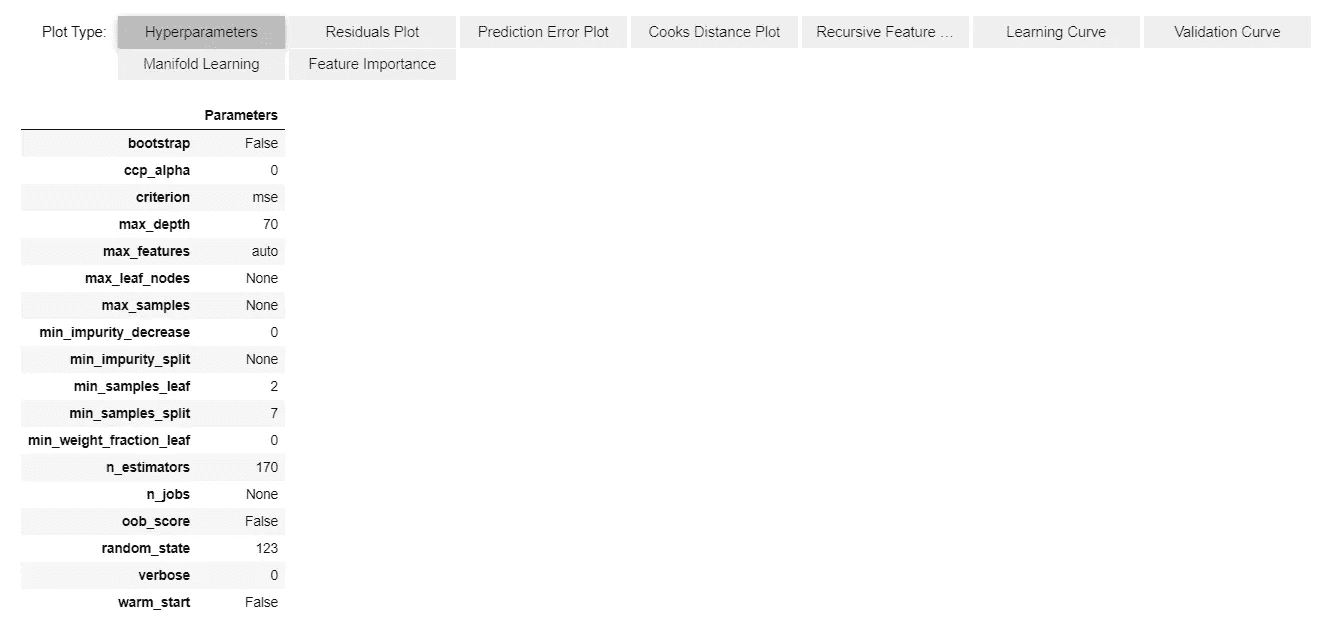 Plot Type: Hyperparameters Residuals Plot Prediction Error Plot Cooks Distance Plot Recursive Feature ... Learning Curve Validation Curve
Manifold Learning Feature Importance
Parameters
bootstrap False
ccp_alpha 0
criterion mse
max_depth 70
max_features auto
max_leaf_nodes None
max_samples None
min_impurity_decrease 0
min_impurity_split None
min_samples_leaf 2
min_samples_split 7
min_weight_fraction_leaf 0
n_estimators 170
n_jobs None
oob_score False
random_state 123
verbose 0
warm_start False